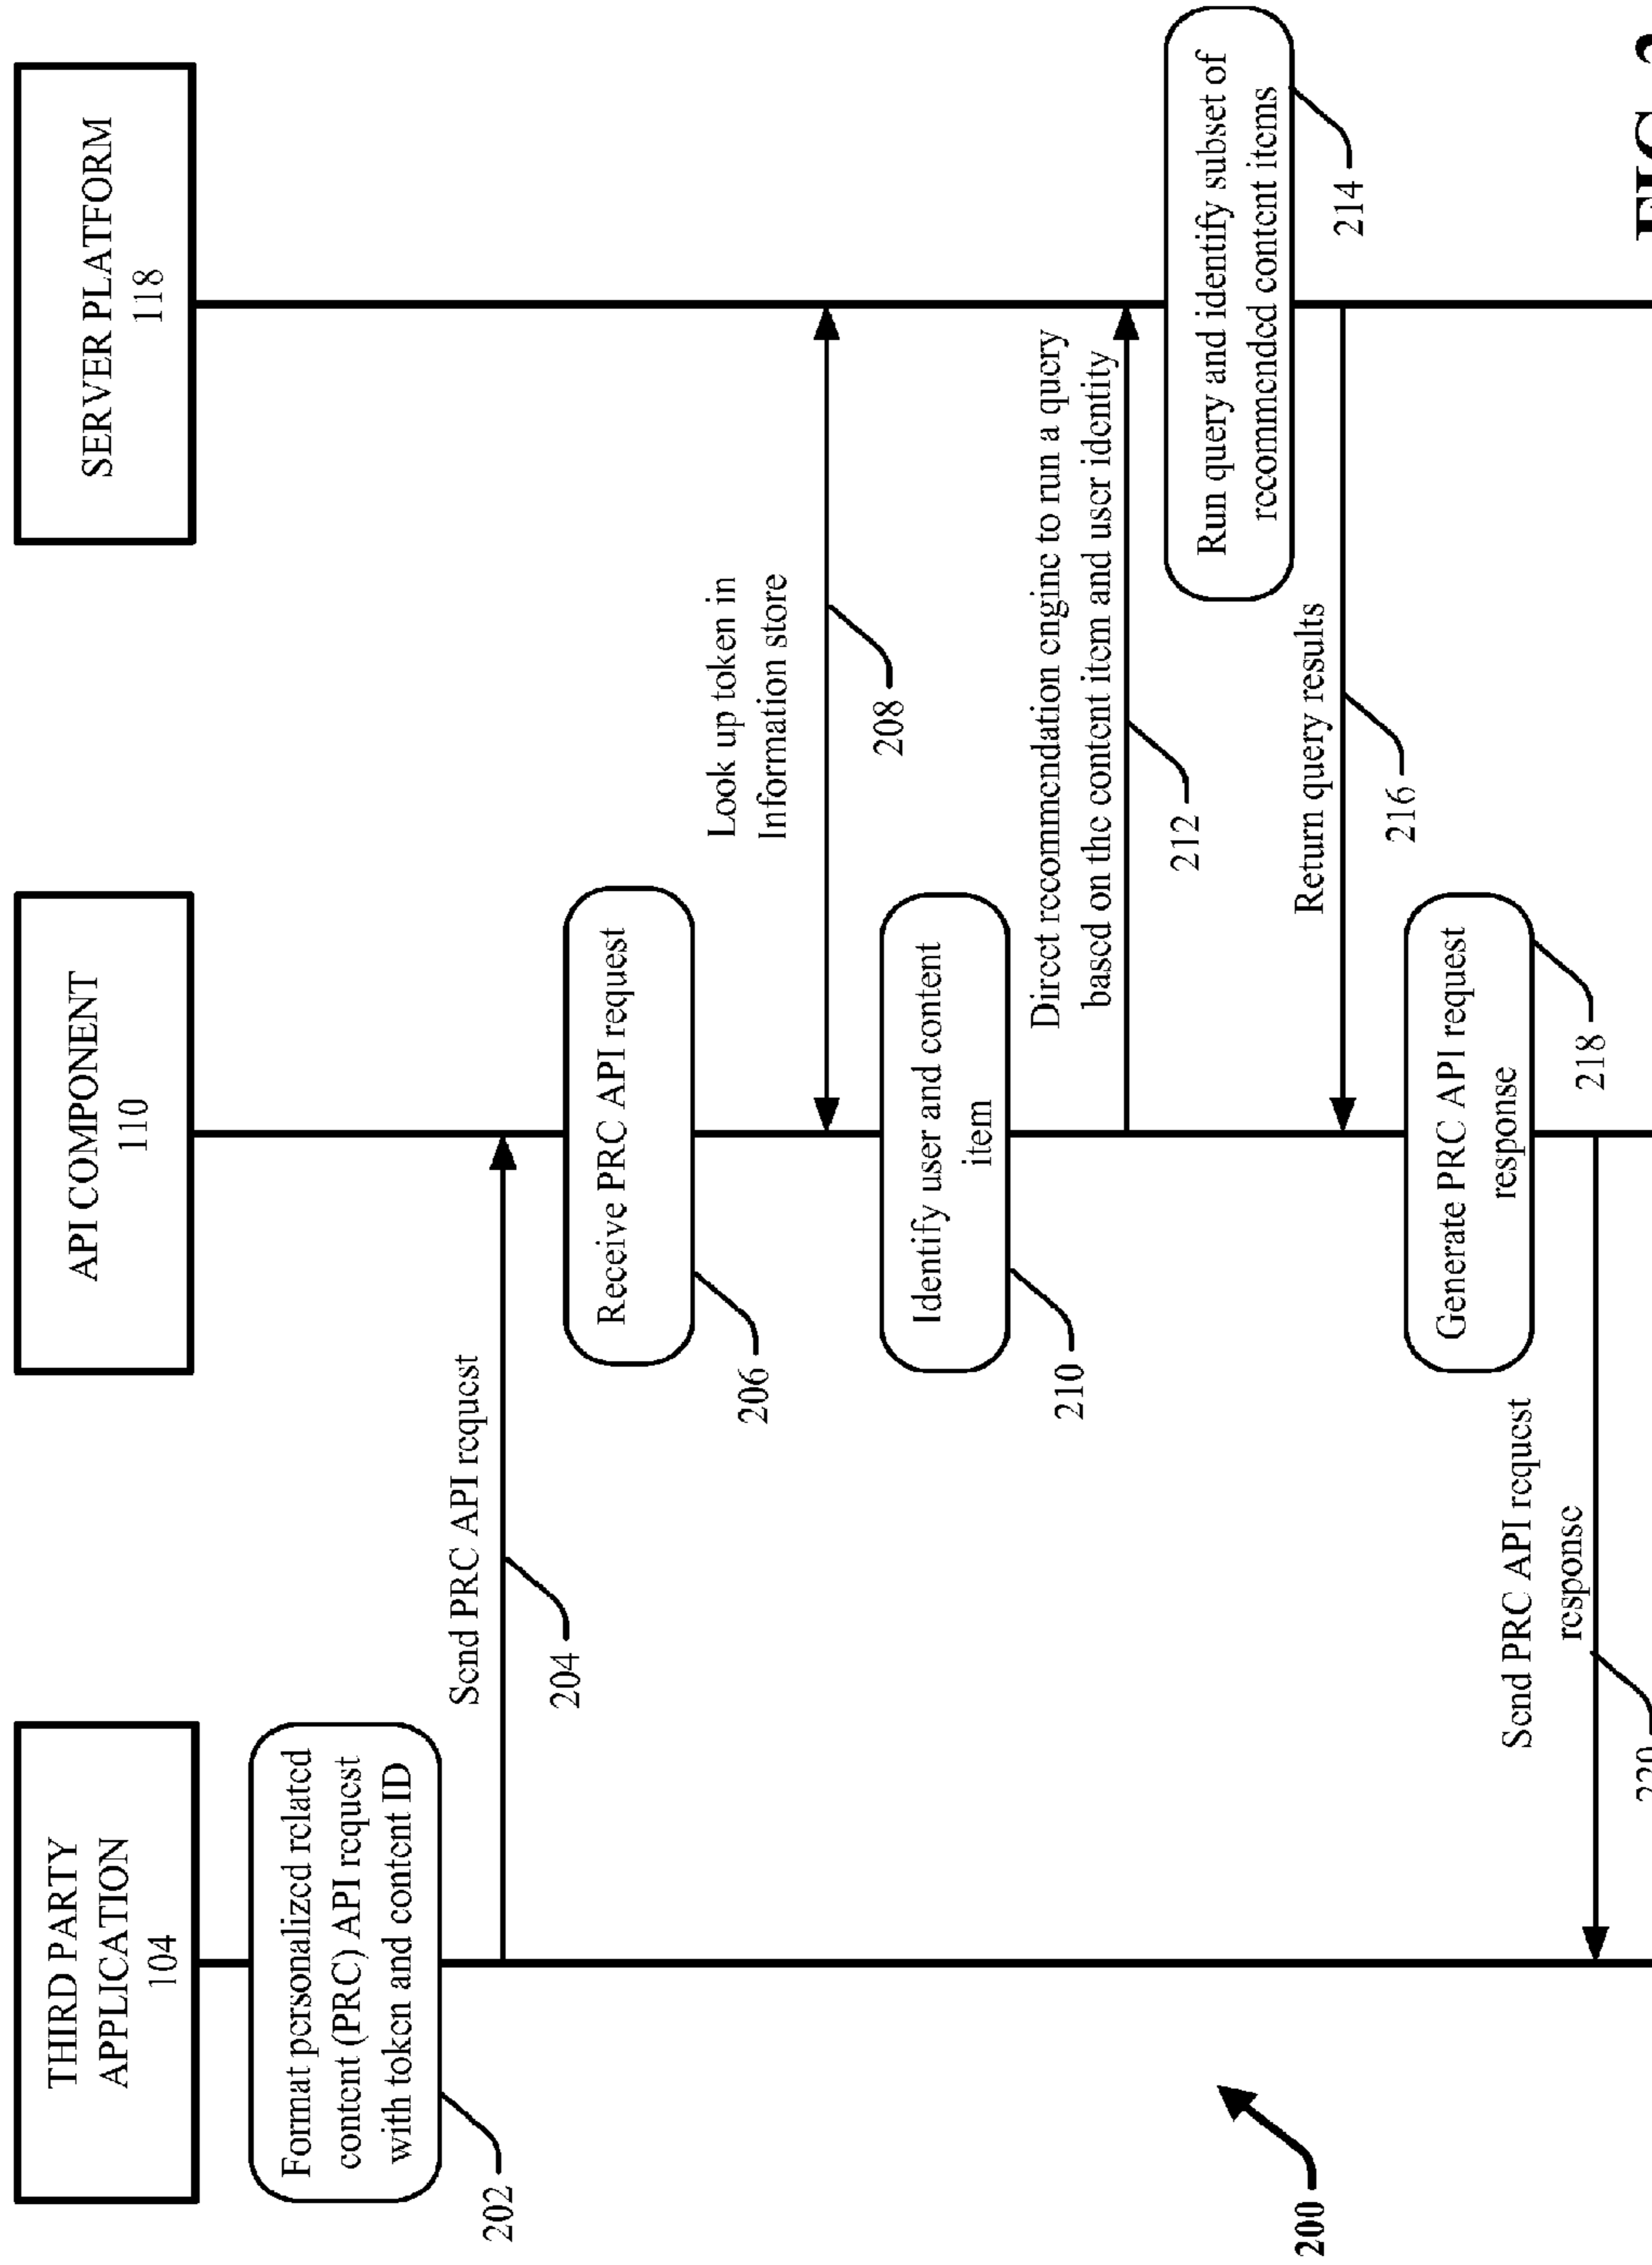 THIRD PARTY
APPLICATION
104
API COMPONENT
110
SERVER PLATFORM
118
Format personalized related
content (PRC) API request
with token and content ID
202
Send PRC API request
204
Receive PRC API request
206
Look up token in
Information store
208
Identify user and content
item
210
Direct recommendation engine to run a query
based on the content item and user identity
212
Run query and identify subset of
recommended content items
214
Return query results
216
Generate PRC API request
response
218
Send PRC API request
response
220
200
FIG.